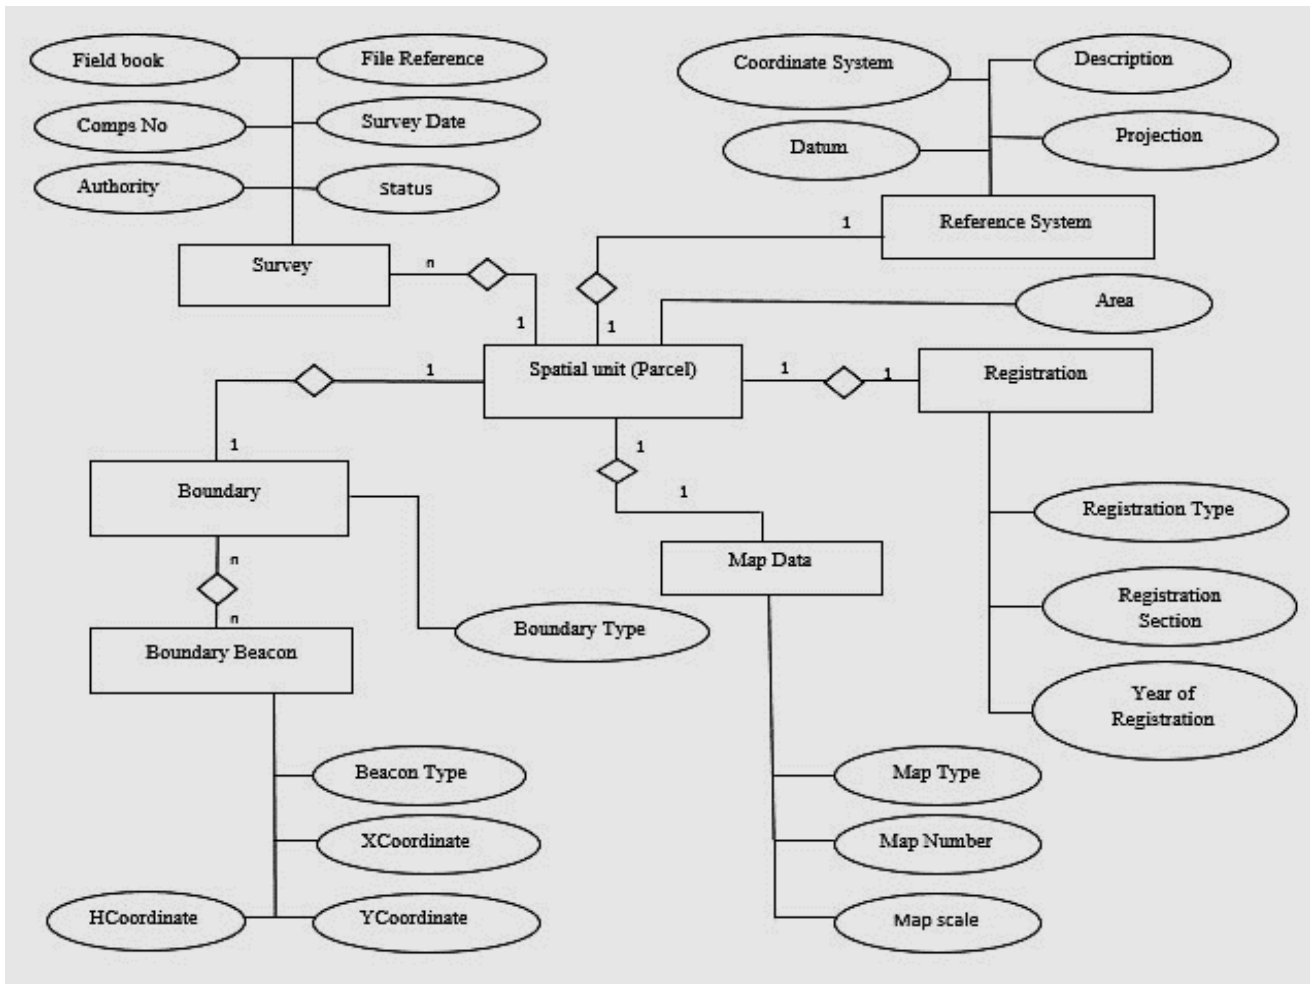 Field book
File Reference
Comps No
Survey Date
Authority
Status
Survey
n
1
Coordinate System
Description
Datum
Projection
Reference System
1
1
Area
Spatial unit (Parcel)
1
1
Registration
1
1
Boundary
1
1
Map Data
n
n
Boundary Beacon
Boundary Type
Registration Type
Registration
Section
Year of
Registration
Beacon Type
XCoordinate
HCoordinate
YCoordinate
Map Type
Map Number
Map scale